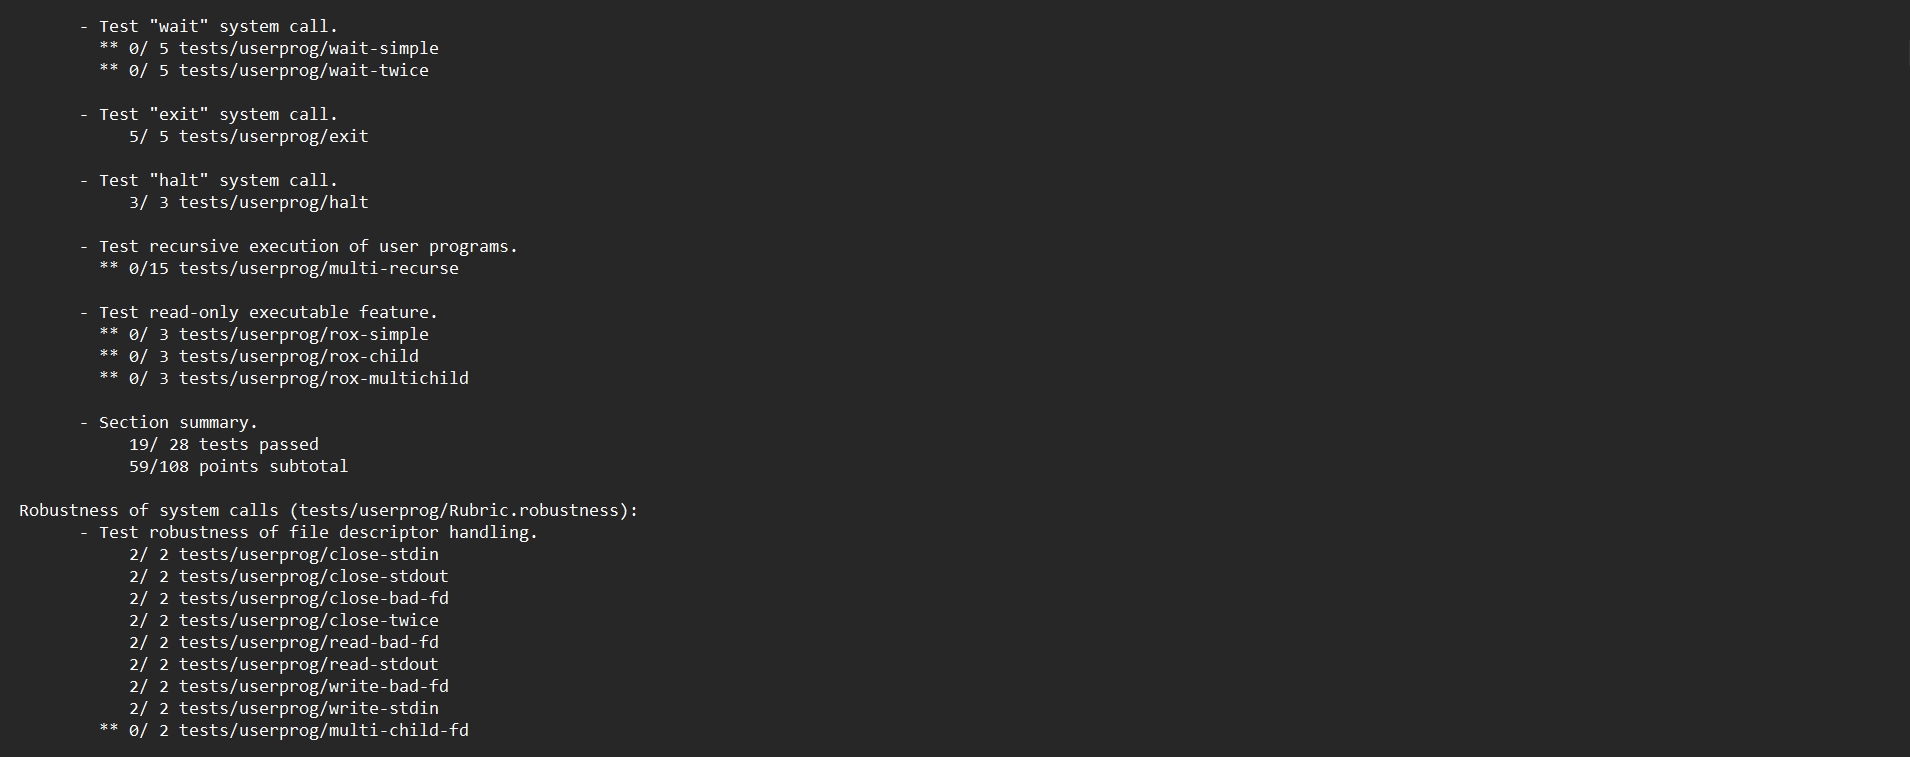 - Test "wait" system call.
** 0/ 5 tests/userprog/wait-simple
** 0/ 5 tests/userprog/wait-twice
- Test "exit" system call.
5/ 5 tests/userprog/exit
- Test "halt" system call.
3/ 3 tests/userprog/halt
- Test recursive execution of user programs.
** 0/15 tests/userprog/multi-recurse
- Test read-only executable feature.
** 0/ 3 tests/userprog/rox-simple
** 0/ 3 tests/userprog/rox-child
** 0/ 3 tests/userprog/rox-multichild
- Section summary.
19/ 28 tests passed
59/108 points subtotal
Robustness of system calls (tests/userprog/Rubric.robustness):
- Test robustness of file descriptor handling.
2/ 2 tests/userprog/close-stdin
2/ 2 tests/userprog/close-stdout
2/ 2 tests/userprog/close-bad-fd
2/ 2 tests/userprog/close-twice
2/ 2 tests/userprog/read-bad-fd
2/ 2 tests/userprog/read-stdout
2/ 2 tests/userprog/write-bad-fd
2/ 2 tests/userprog/write-stdin
** 0/ 2 tests/userprog/multi-child-fd